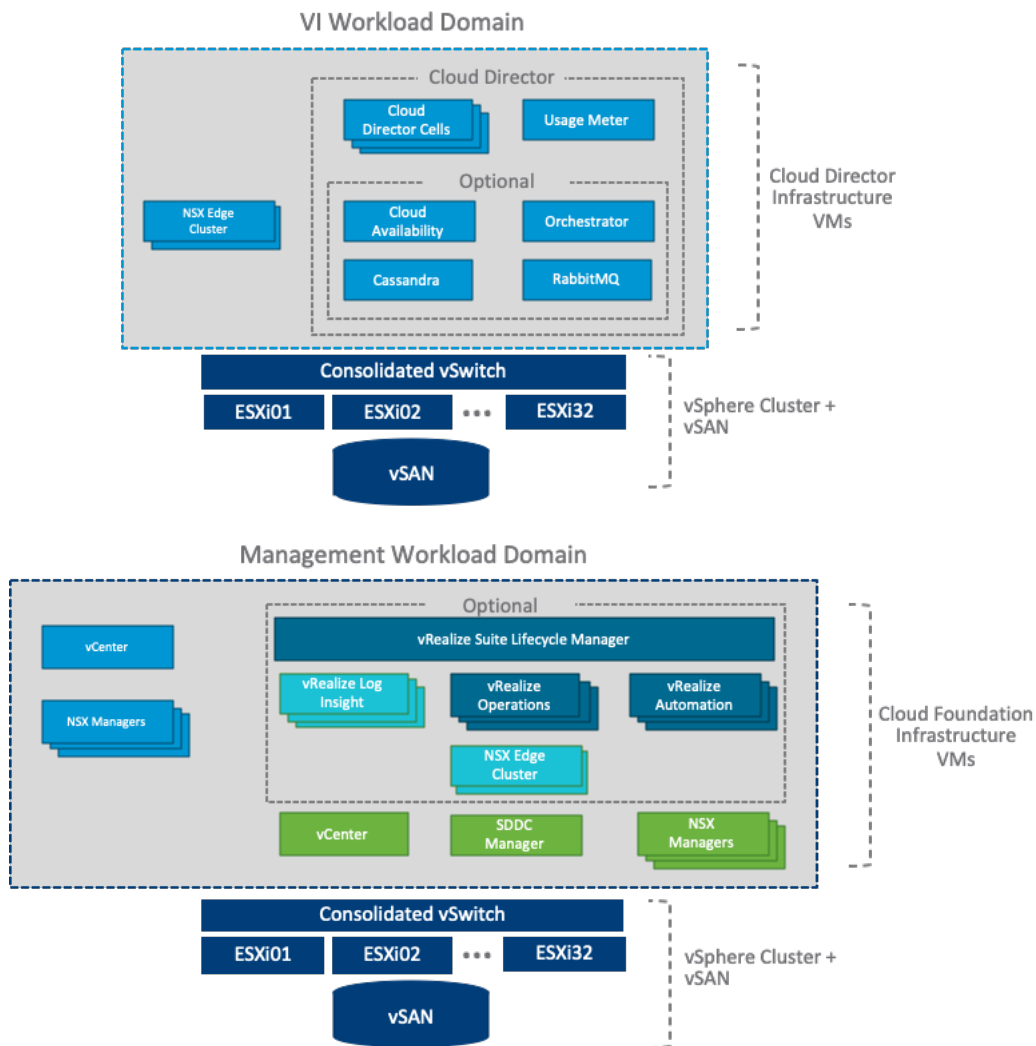 VI Workload Domain
Cloud Director
Cloud
Director Cells
Usage Meter
Optional
NSX Edge
Cluster
Cloud
Availability
Orchestrator
Cassandra
RabbitMQ
Cloud Director
Infrastructure
VMs
Consolidated vSwitch
ESXi01
ESXi02
•••
ESXi32
vSAN
vSphere Cluster +
vSAN
Management Workload Domain
Optional
vCenter
vRealize Suite Lifecycle Manager
NSX Managers
vRealize Log
Insight
vRealize
Operations
vRealize
Automation
NSX Edge
Cluster
vCenter
SDDC
Manager
NSX
Managers
Cloud Foundation
Infrastructure
VMs
Consolidated vSwitch
ESXi01
ESXi02
•••
ESXi32
vSAN
vSphere Cluster +
vSAN